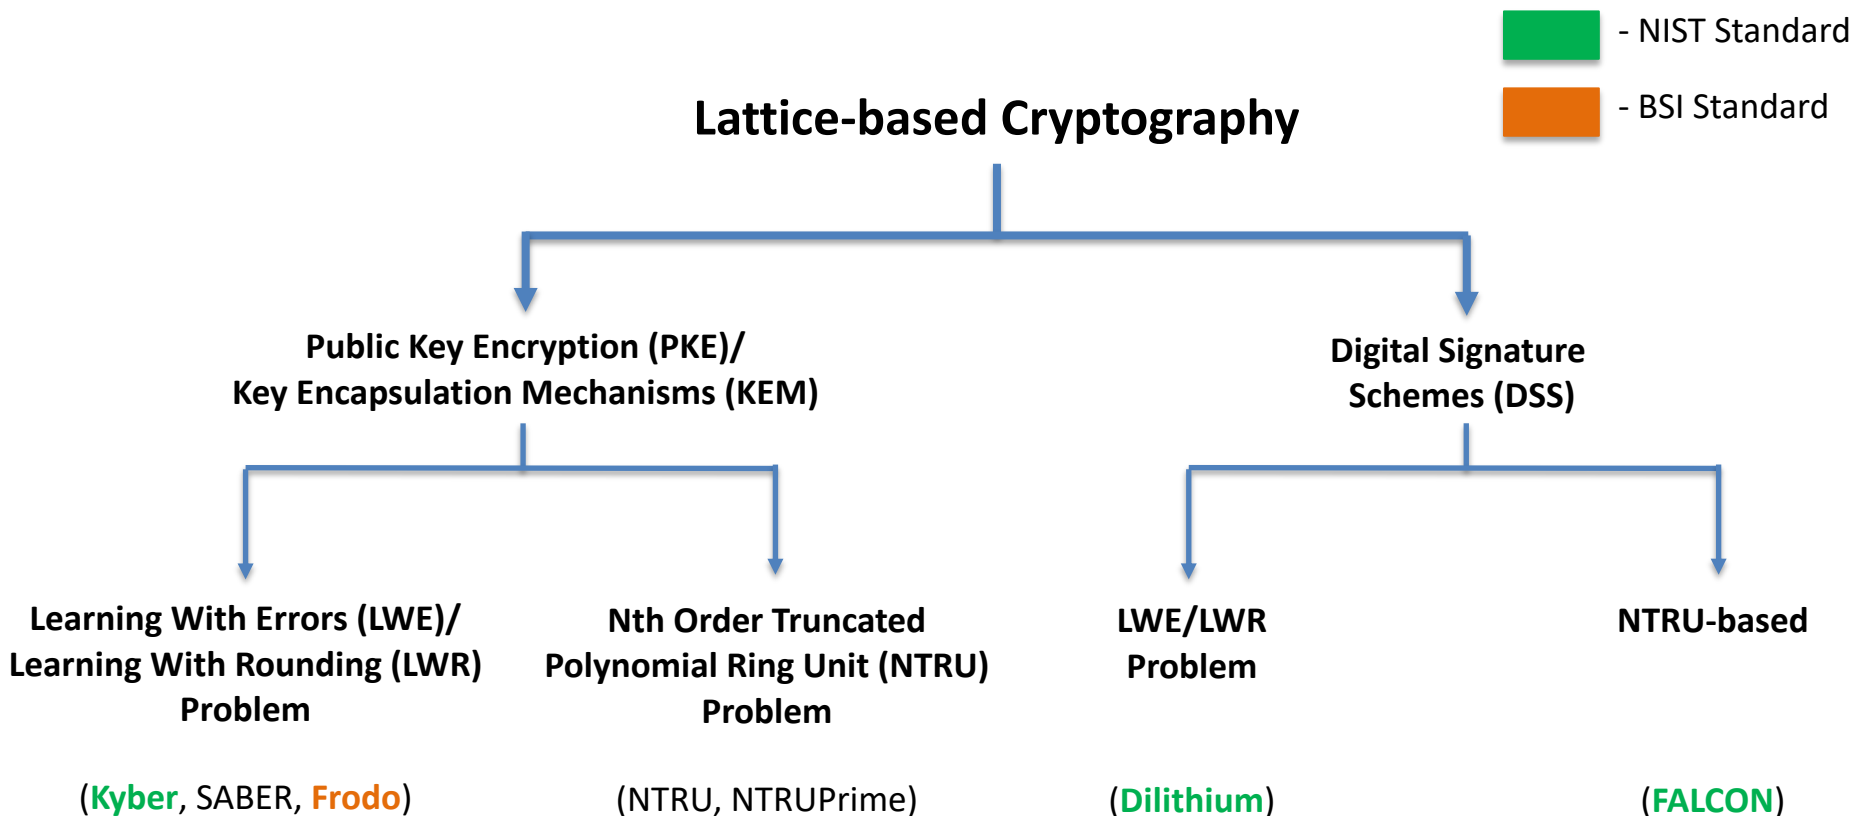 - NIST Standard
- BSI Standard
Lattice-based Cryptography
Public Key Encryption (PKE)/
Key Encapsulation Mechanisms (KEM)
Digital Signature
Schemes (DSS)
Learning With Errors (LWE)/
Learning With Rounding (LWR)
Problem
Nth Order Truncated
Polynomial Ring Unit (NTRU)
Problem
LWE/LWR
Problem
NTRU-based
(Kyber, SABER, Frodo)
(NTRU, NTRUPrime)
(Dilithium)
(FALCON)